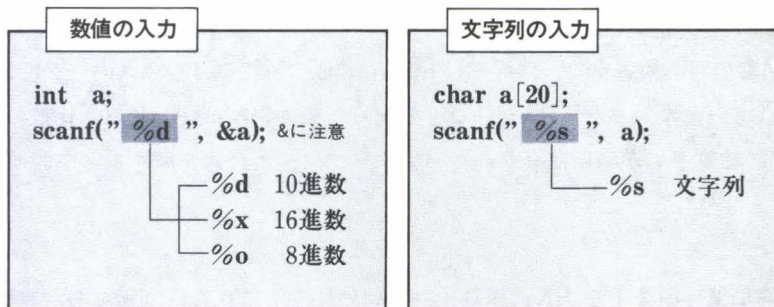 数値の入力
int a;
scanf(” %d ”, &a); &に注意
%d 10進数
%x 16進数
%o 8進数
文字列の入力
char a[20];
scanf(” %s ”, a);
%s 文字列